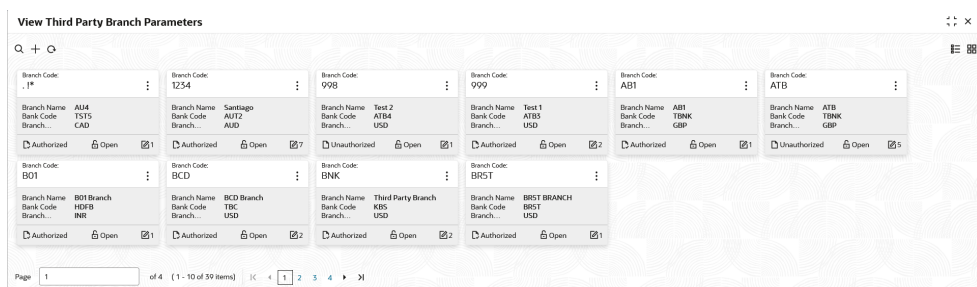 View Third Party Branch Parameters
Branch Code: Branch Code: Branch Code: Branch Code: Branch Code: Branch Code:
. !* 1234 998 999 AB1 ATB
Branch Name AU4 Branch Name Santiago Branch Name Test 2 Branch Name Test 1 Branch Name AB1 Branch Name ATB
Bank Code TST5 Bank Code AUT2 Bank Code ATB4 Bank Code ATB3 Bank Code TBNK Bank Code TBNK
Branch... CAD Branch... AUD Branch... USD Branch... USD Branch... GBP Branch... GBP
Authorized Open 1 Authorized Open 7 Unauthorized Open 1 Authorized Open 2 Authorized Open 1 Unauthorized Open 5
Branch Code: Branch Code: Branch Code: Branch Code:
B01 BCD BNK BR5T
Branch Name B01 Branch Branch Name BCD Branch Branch Name Third Party Branch Branch Name BR5T BRANCH
Bank Code HDFB Bank Code TBC Bank Code KBS Bank Code BR5T
Branch... INR Branch... USD Branch... USD Branch... USD
Authorized Open 1 Authorized Open 2 Authorized Open 2 Authorized Open 1
Page 1 of 4 ( 1 - 10 of 39 items) 1 2 3 4